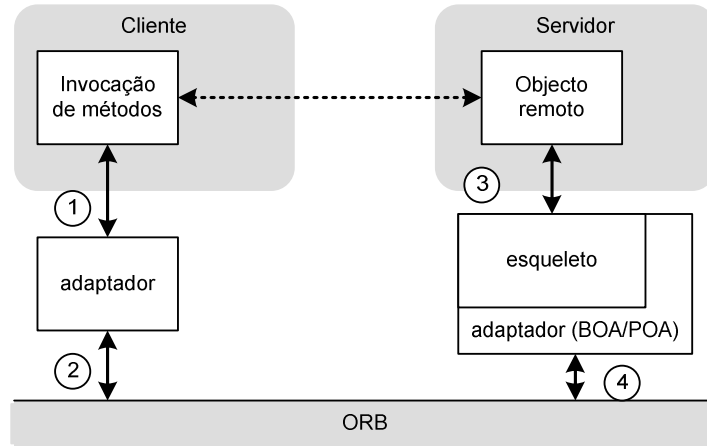 Cliente
Servidor
Invocação
de métodos
Objecto
remoto
1
3
adaptador
esqueleto
adaptador (BOA/POA)
2
4
ORB